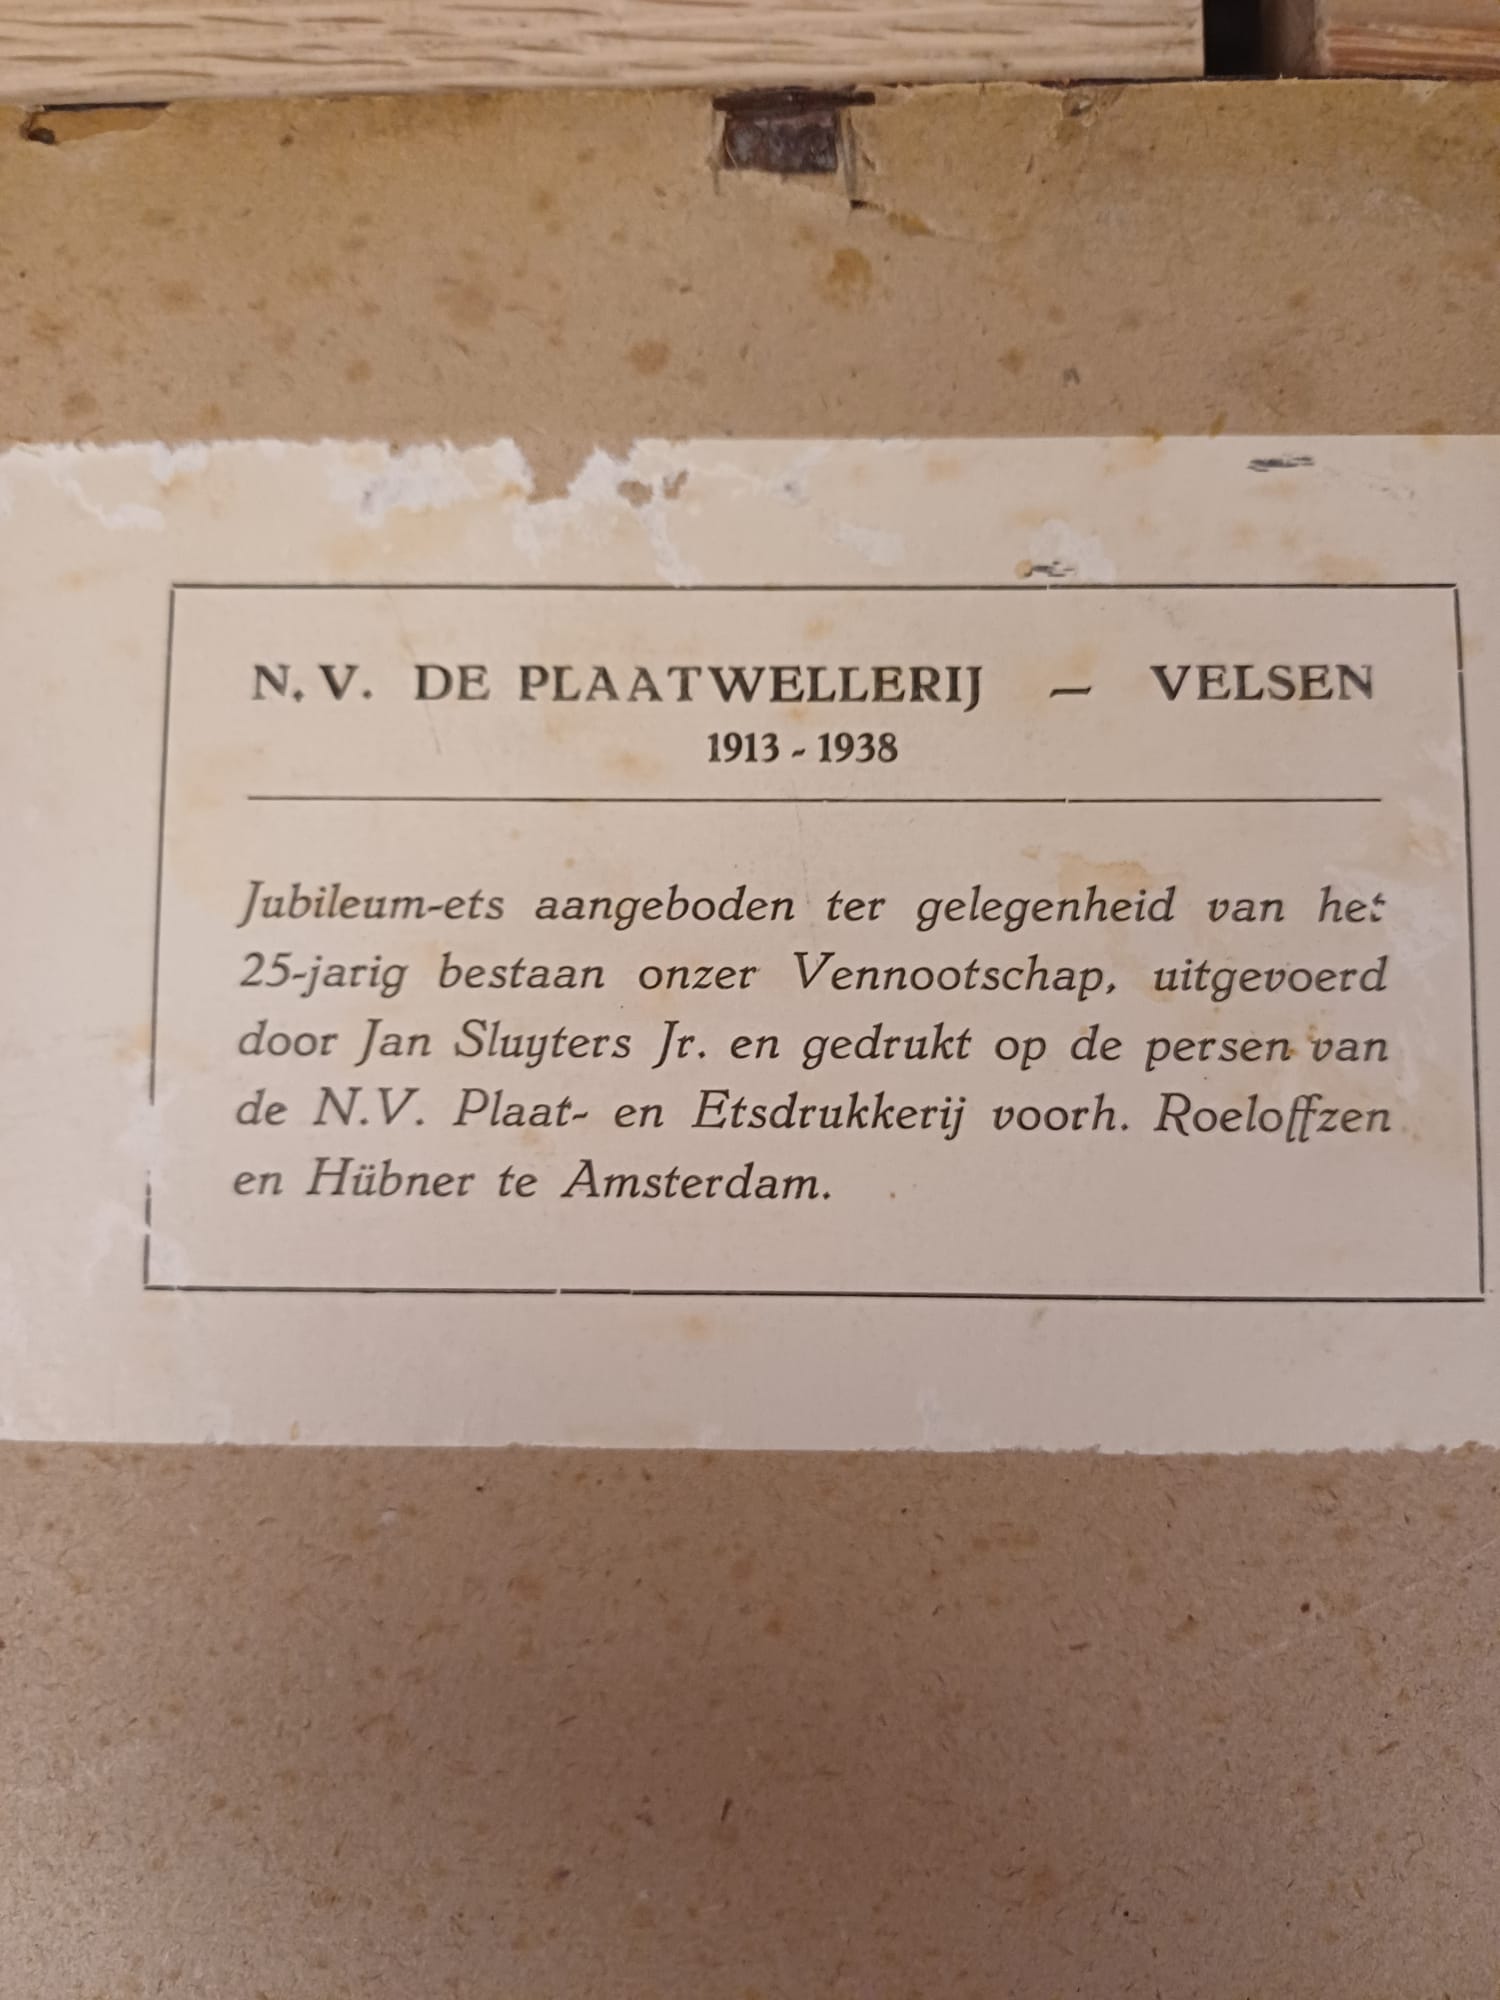 N. V. DE PLAATWELLERIJ – VELSEN
1913 - 1938
Jubileum-ets aangeboden ter gelegenheid van het
25-jarig bestaan onzer Vennootschap, uitgevoerd
door Jan Sluyters Jr. en gedrukt op de persen van
de N.V. Plaat- en Etsdrukkerij voorh. Roeloffzen
en Hübner te Amsterdam.